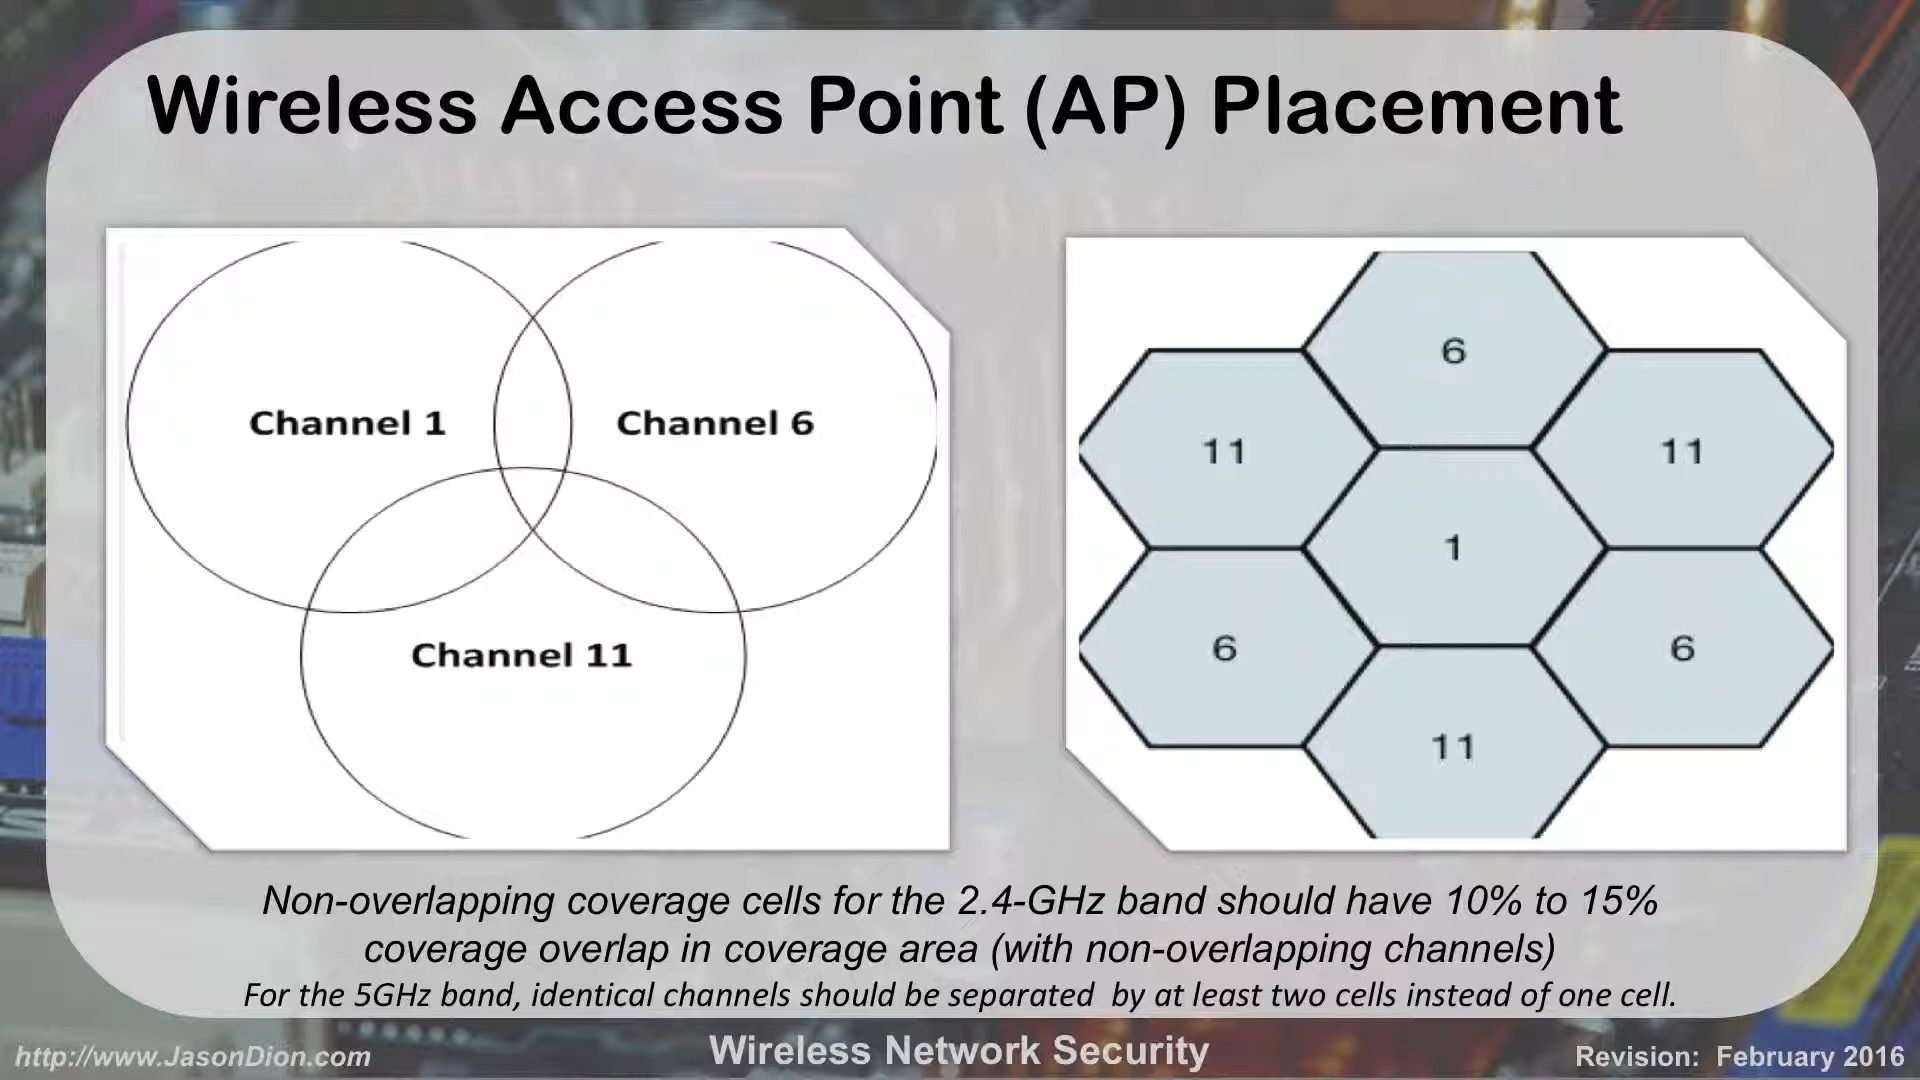 Wireless Access Point (AP) Placement
Channel 1
Channel 6
Channel 11
6
11
11
1
6
6
11
Non-overlapping coverage cells for the 2.4-GHz band should have 10% to 15%
coverage overlap in coverage area (with non-overlapping channels)
For the 5GHz band, identical channels should be separated  by at least two cells instead of one cell.
http://www.JasonDion.com
Wireless Network Security
Revision:  February 2016